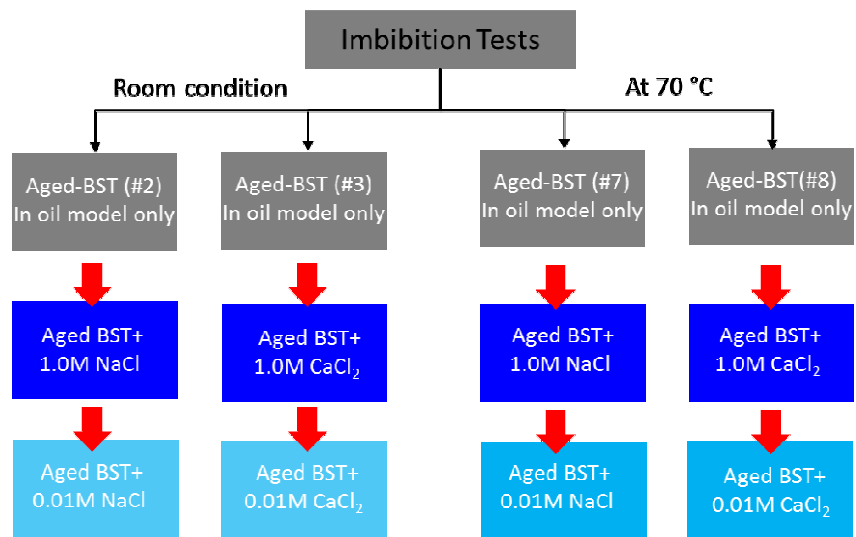 Imbibition Tests
Room condition
At 70 °C
Aged-BST (#2)
In oil model only
Aged-BST (#3)
In oil model only
Aged-BST (#7)
In oil model only
Aged-BST(#8)
In oil model only
Aged BST+
1.0M NaCl
Aged BST+
1.0M CaCl₂
Aged BST+
1.0M NaCl
Aged BST+
1.0M CaCl₂
Aged BST+
0.01M NaCl
Aged BST+
0.01M CaCl₂
Aged BST+
0.01M NaCl
Aged BST+
0.01M CaCl₂